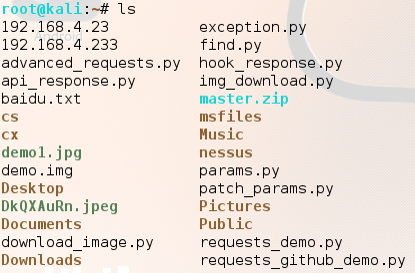 root@kali:~# ls
192.168.4.23 exception.py
192.168.4.233 find.py
advanced_requests.py hook_response.py
api_response.py img_download.py
baidu.txt master.zip
cs msfiles
cx Music
demo1.jpg nessus
demo.img params.py
Desktop patch_params.py
DkQXAuRn.jpeg Pictures
Documents Public
download_image.py requests_demo.py
Downloads requests_github_demo.py